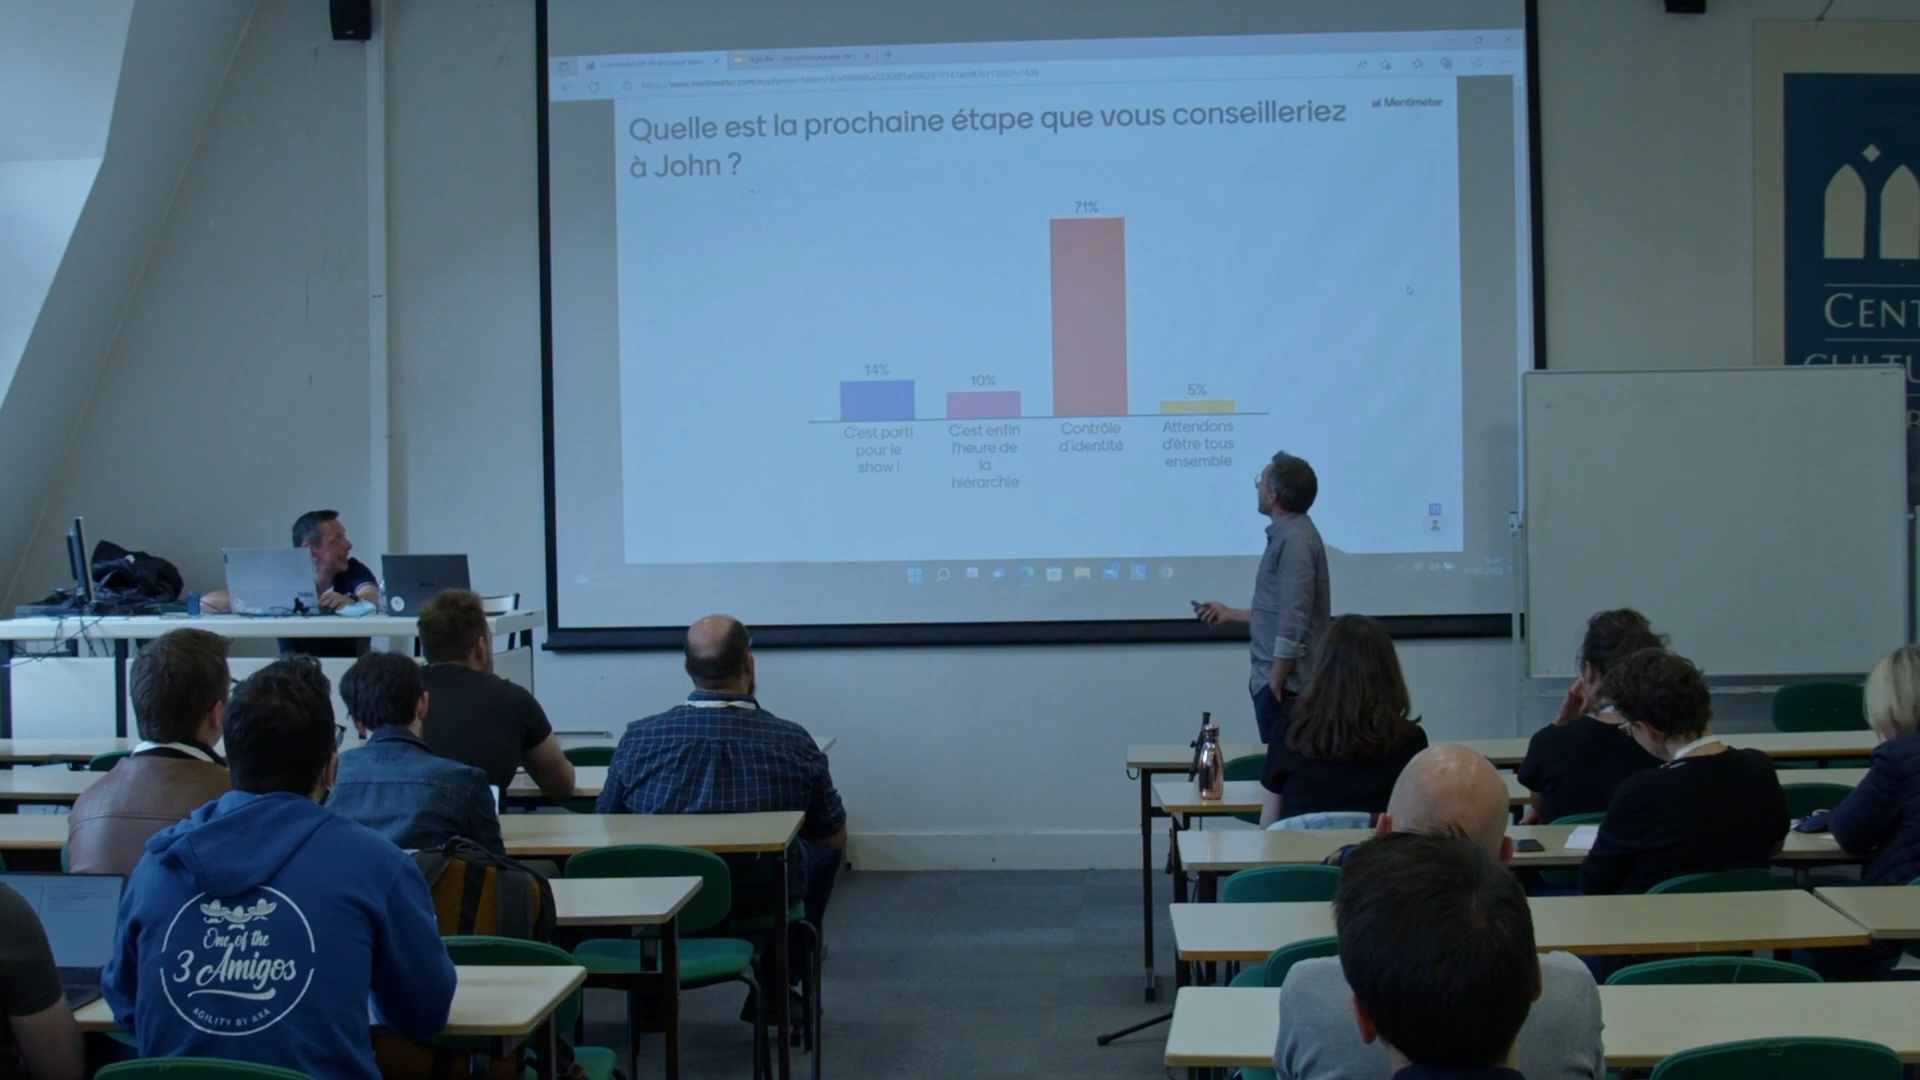 Quelle est la prochaine étape que vous conseilleriez
à John ?
Mentimeter
71%
14%
10%
5%
C'est parti
pour le
show !
C'est enfin
l'heure de
la
hiérarchie
Contrôle
d'identité
Attendons
d'être tous
ensemble
CENT
CULTU
One of the
3 Amigos
AGILITY BY AXA